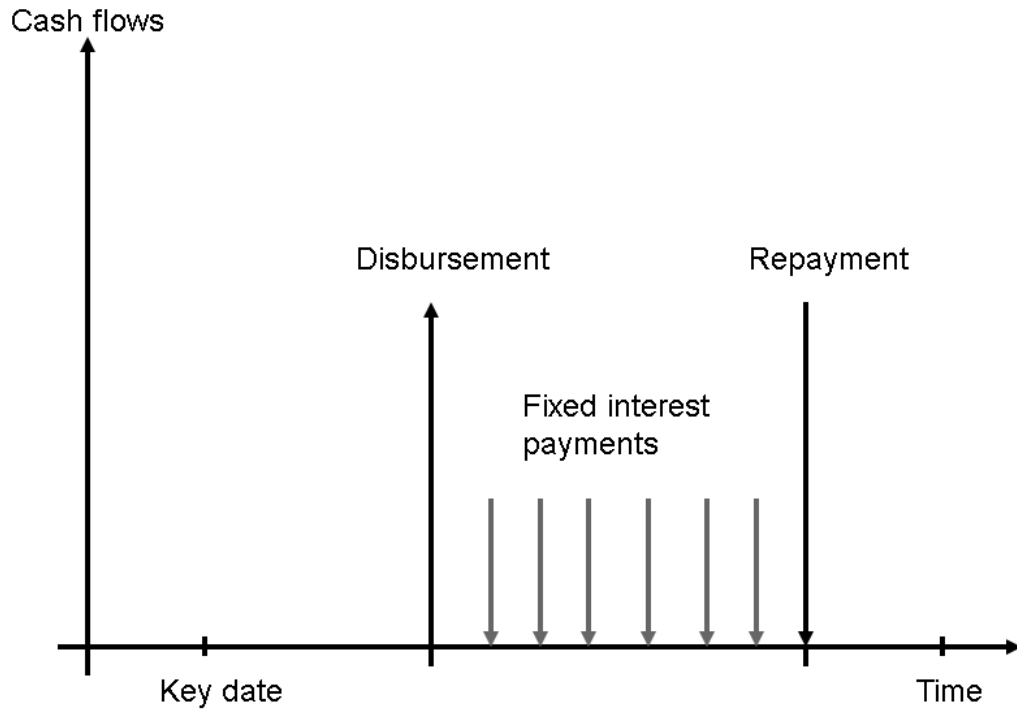 Cash flows
Disbursement
Repayment
Fixed interest
payments
Key date
Time